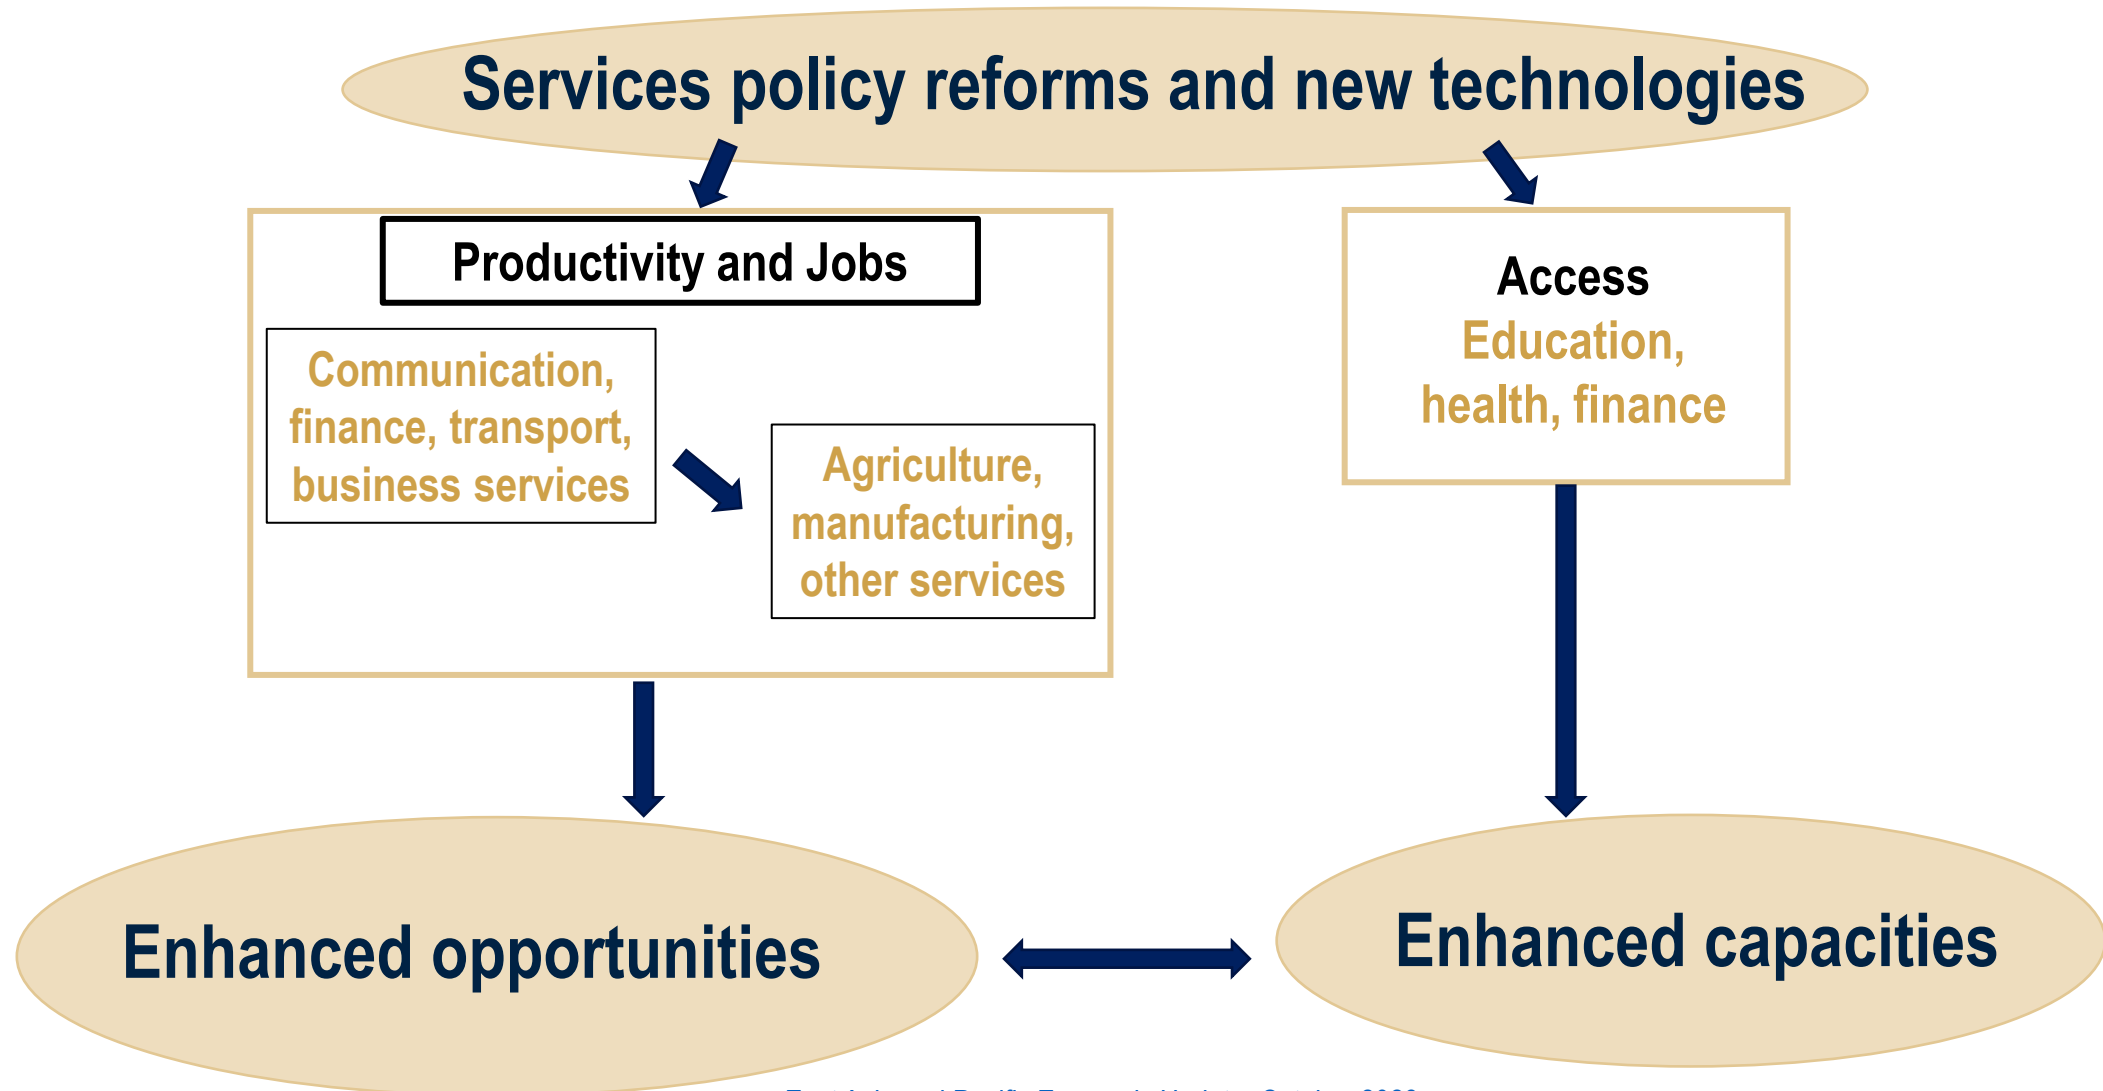 Services policy reforms and new technologies
Productivity and Jobs
Communication,
finance, transport,
business services
Agriculture,
manufacturing,
other services
Access
Education,
health, finance
Enhanced opportunities
Enhanced capacities